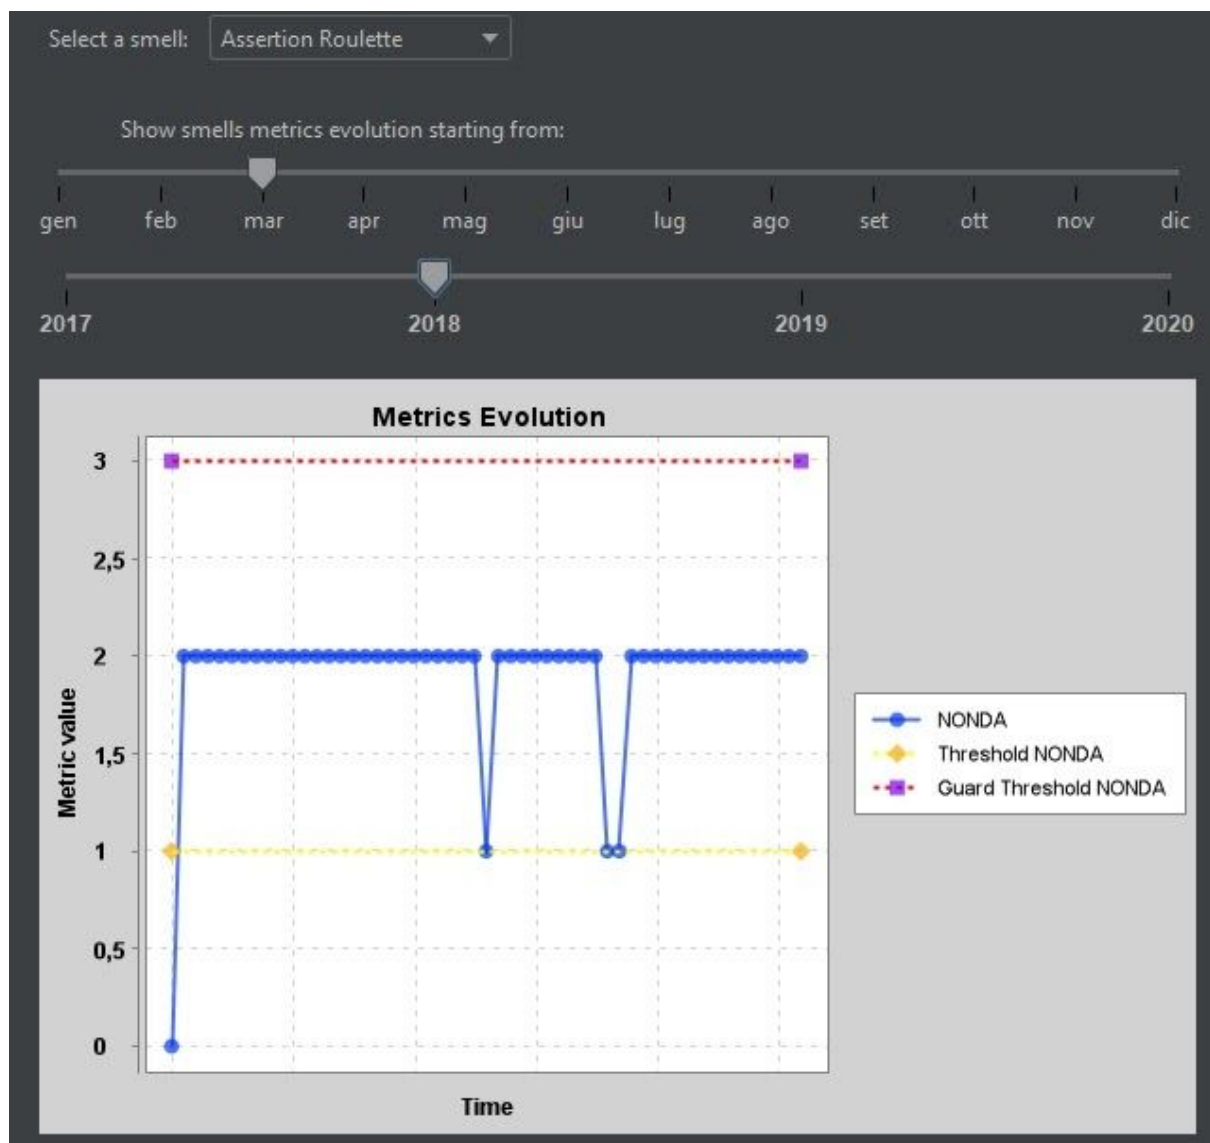 Select a smell: Assertion Roulette
Show smells metrics evolution starting from:
gen feb mar apr mag giu lug ago set ott nov dic
2017 2018 2019 2020
Metrics Evolution
3
2,5
2
1,5
1
0,5
0
Metric value
Time
NONDA
Threshold NONDA
Guard Threshold NONDA